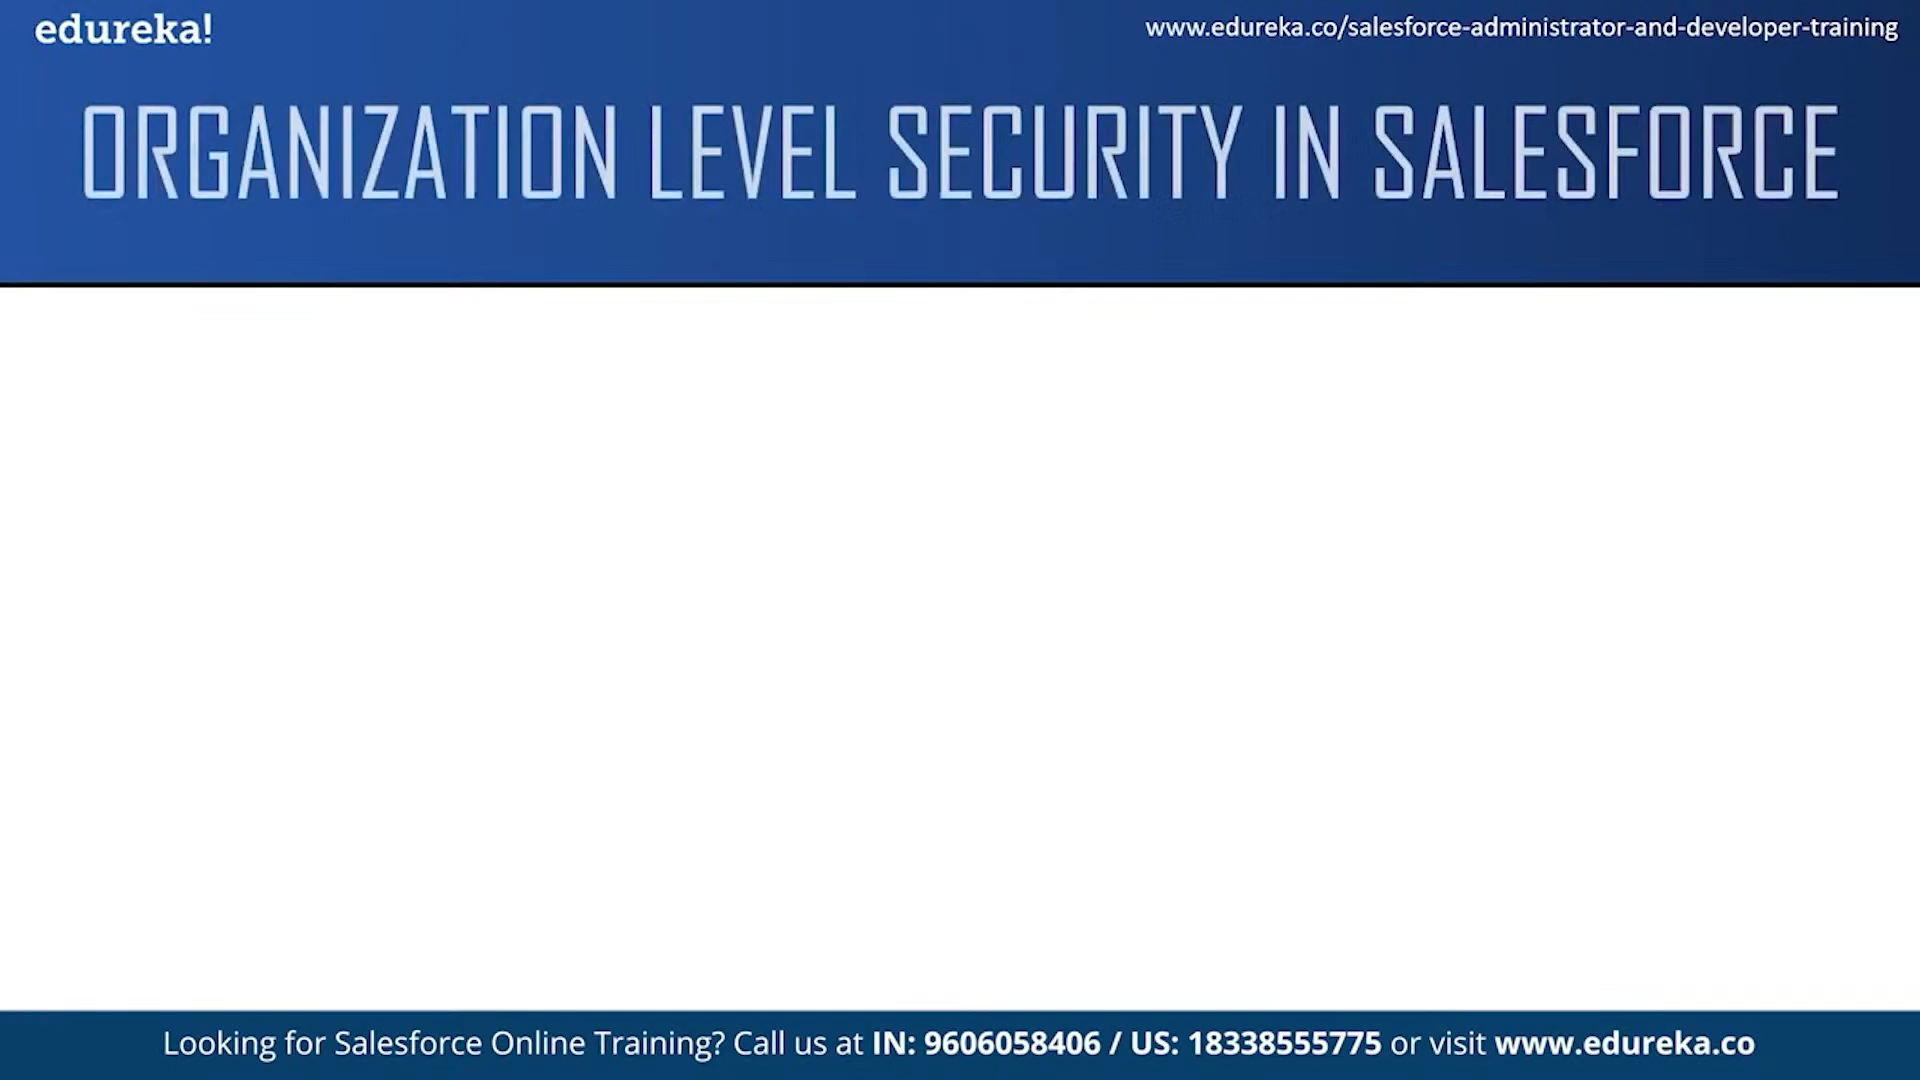 edureka!
www.edureka.co/salesforce-administrator-and-developer-training
ORGANIZATION LEVEL SECURITY IN SALESFORCE
Looking for Salesforce Online Training? Call us at IN: 9606058406 / US: 18338555775 or visit www.edureka.co